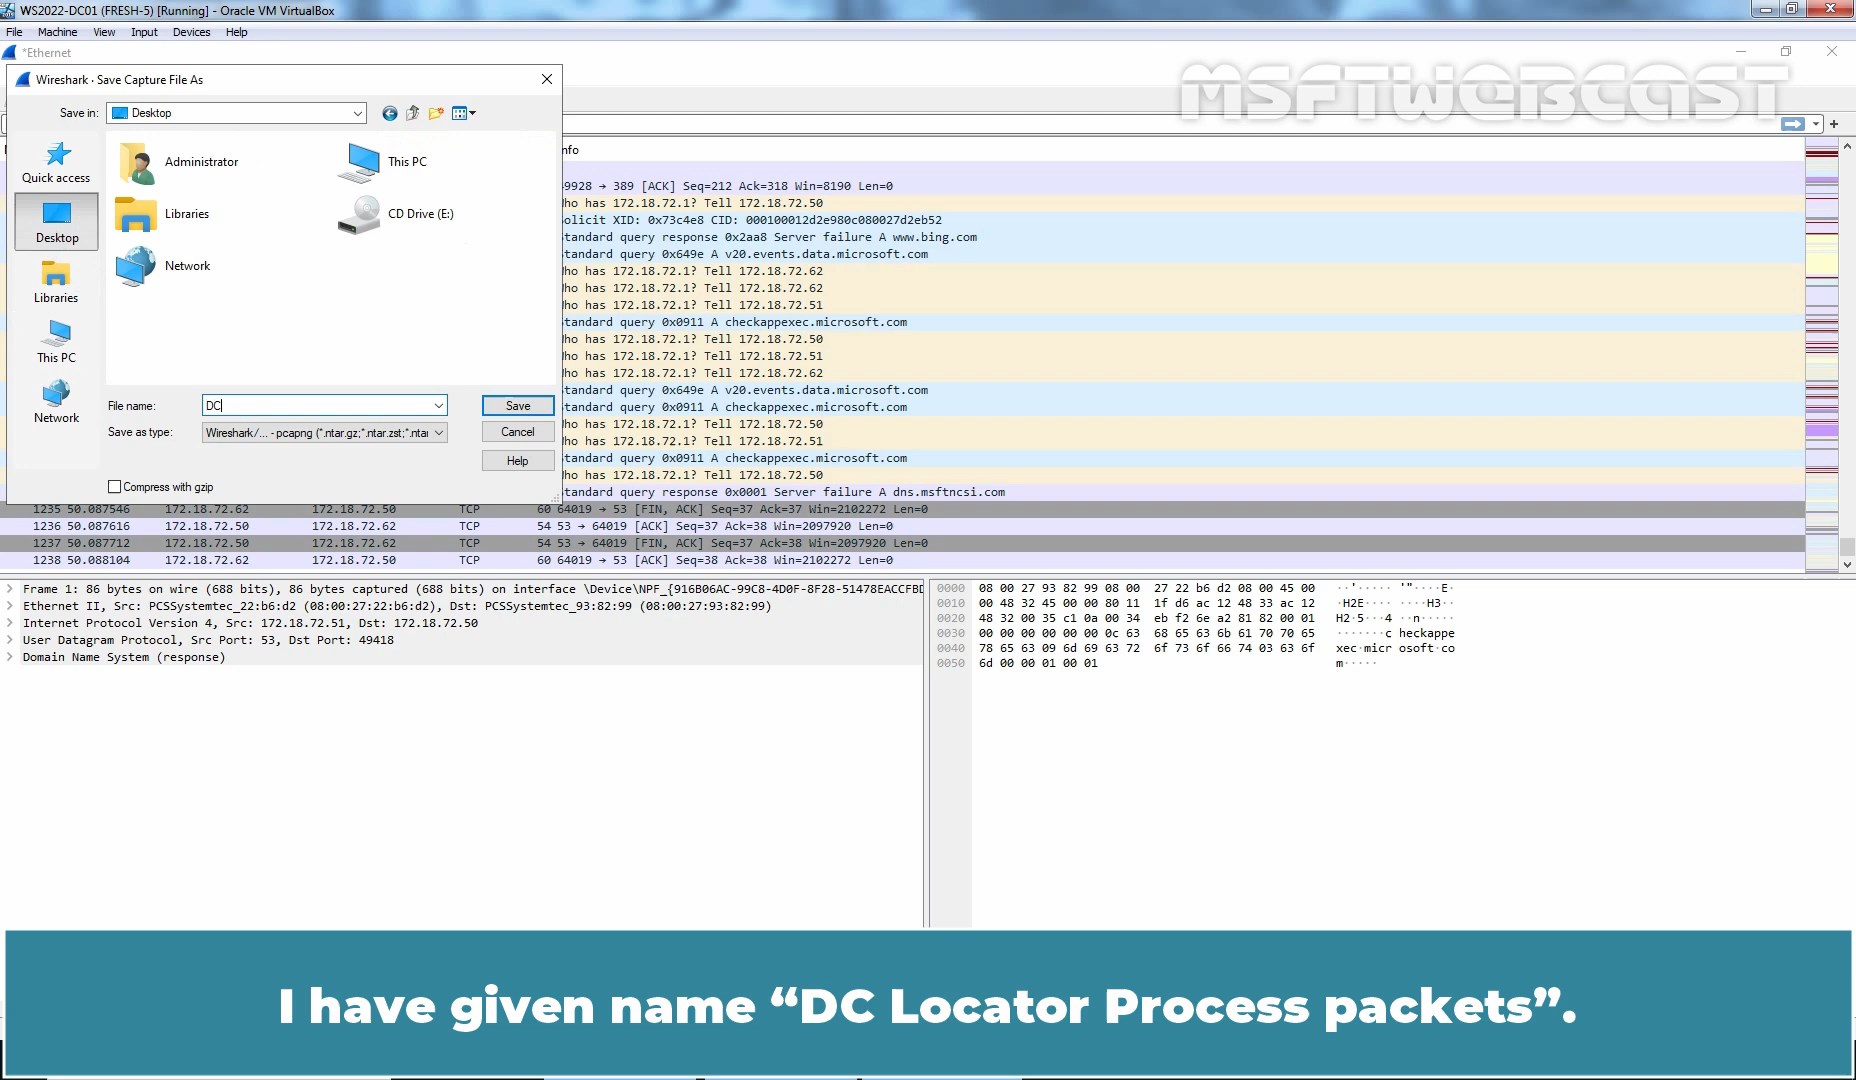 WS2022-DC01 (FRESH-5) [Running] - Oracle VM VirtualBox
File Machine View Input Devices Help
*Ethernet
MSFTWEBCAST
Wireshark · Save Capture File As
Save in: Desktop
Quick access
Desktop
Libraries
This PC
Network
Administrator
This PC
Libraries
CD Drive (E:)
Network
File name: DC
Save
Save as type: Wireshark/... - pcapng (*.ntar.gz;*.ntar.zst;*.ntar
Cancel
Help
Compress with gzip
nfo
9928 → 389 [ACK] Seq=212 Ack=318 Win=8190 Len=0
ho has 172.18.72.1? Tell 172.18.72.50
olicit XID: 0x73c4e8 CID: 000100012d2e980c080027d2eb52
tandard query response 0x2aa8 Server failure A www.bing.com
tandard query 0x649e A v20.events.data.microsoft.com
ho has 172.18.72.1? Tell 172.18.72.62
ho has 172.18.72.1? Tell 172.18.72.62
ho has 172.18.72.1? Tell 172.18.72.51
tandard query 0x0911 A checkappexec.microsoft.com
ho has 172.18.72.1? Tell 172.18.72.50
ho has 172.18.72.1? Tell 172.18.72.51
ho has 172.18.72.1? Tell 172.18.72.62
tandard query 0x649e A v20.events.data.microsoft.com
tandard query 0x0911 A checkappexec.microsoft.com
ho has 172.18.72.1? Tell 172.18.72.50
ho has 172.18.72.1? Tell 172.18.72.51
tandard query 0x0911 A checkappexec.microsoft.com
ho has 172.18.72.1? Tell 172.18.72.50
tandard query response 0x0001 Server failure A dns.msftncsi.com
1235 50.087546 172.18.72.62 172.18.72.50 TCP 60 64019 → 53 [FIN, ACK] Seq=37 Ack=37 Win=2102272 Len=0
1236 50.087616 172.18.72.50 172.18.72.62 TCP 54 53 → 64019 [ACK] Seq=37 Ack=38 Win=2097920 Len=0
1237 50.087712 172.18.72.50 172.18.72.62 TCP 54 53 → 64019 [FIN, ACK] Seq=37 Ack=38 Win=2097920 Len=0
1238 50.088104 172.18.72.62 172.18.72.50 TCP 60 64019 → 53 [ACK] Seq=38 Ack=38 Win=2102272 Len=0
Frame 1: 86 bytes on wire (688 bits), 86 bytes captured (688 bits) on interface \Device\NPF_{916B06AC-99C8-4D0F-8F28-51478EACCFBD
Ethernet II, Src: PCSSystemtec_22:b6:d2 (08:00:27:22:b6:d2), Dst: PCSSystemtec_93:82:99 (08:00:27:93:82:99)
Internet Protocol Version 4, Src: 172.18.72.51, Dst: 172.18.72.50
User Datagram Protocol, Src Port: 53, Dst Port: 49418
Domain Name System (response)
0000 08 00 27 93 82 99 08 00 27 22 b6 d2 08 00 45 00 ··'····· '"····E·
0010 00 48 32 45 00 00 80 11 1f d6 ac 12 48 33 ac 12 ·H2E···· ····H3··
0020 48 32 00 35 c1 0a 00 34 eb f2 6e a2 81 82 00 01 H2·5···4 ··n·····
0030 00 00 00 00 00 00 0c 63 68 65 63 6b 61 70 70 65 ·······c heckappe
0040 78 65 63 09 6d 69 63 72 6f 73 6f 66 74 03 63 6f xec·micr osoft·co
0050 6d 00 00 01 00 01 m·····
I have given name “DC Locator Process packets”.